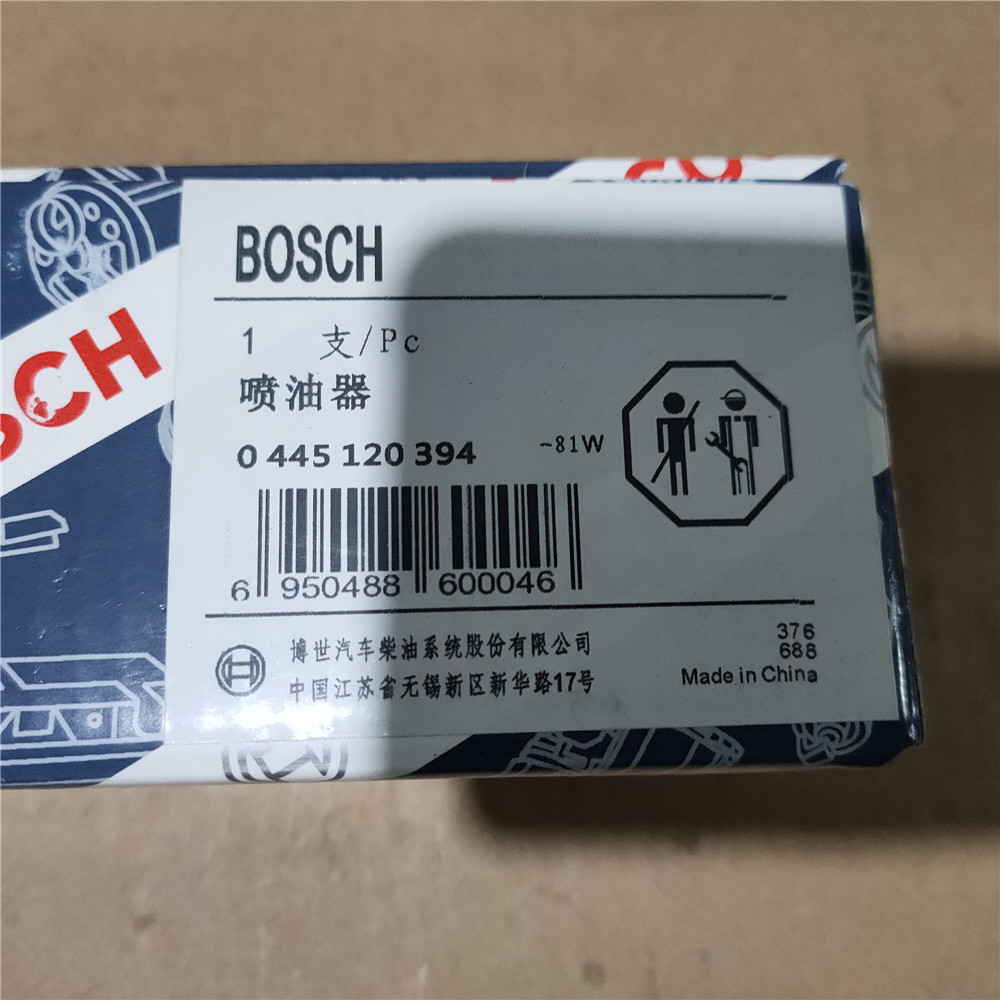 BOSCH
1 支/Pc
喷油器
0 445 120 394 -81W
6 950488 600046
博世汽车柴油系统股份有限公司
中国江苏省无锡新区新华路17号
376
688
Made in China
SCH